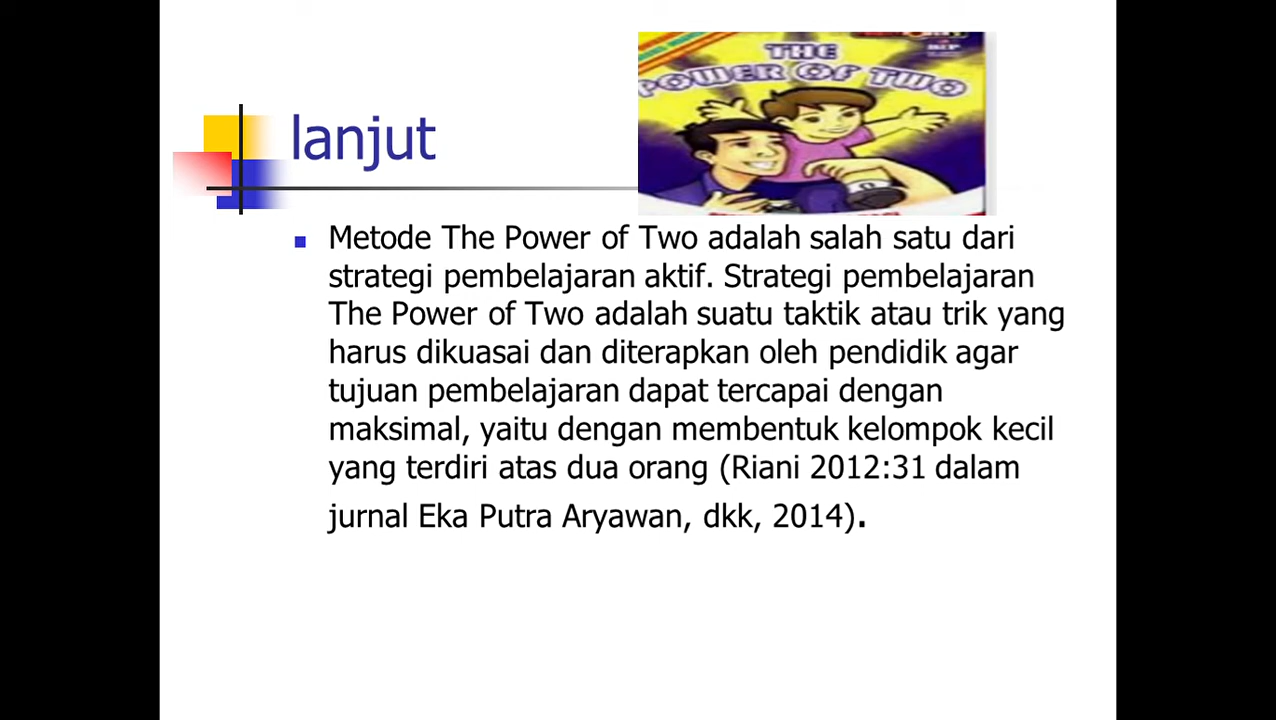 THE
POWER OF TWO
lanjut
Metode The Power of Two adalah salah satu dari
strategi pembelajaran aktif. Strategi pembelajaran
The Power of Two adalah suatu taktik atau trik yang
harus dikuasai dan diterapkan oleh pendidik agar
tujuan pembelajaran dapat tercapai dengan
maksimal, yaitu dengan membentuk kelompok kecil
yang terdiri atas dua orang (Riani 2012:31 dalam
jurnal Eka Putra Aryawan, dkk, 2014).